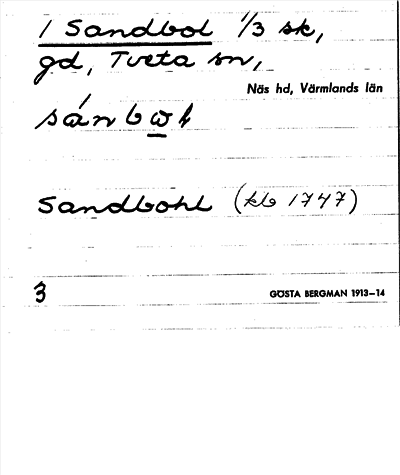 1 Sandbol 1/3 sk,
gd, Tveta sn,
Näs hd, Värmlands län
Sandbohl (kb 1747)
3 GÖSTA BERGMAN 1913–14